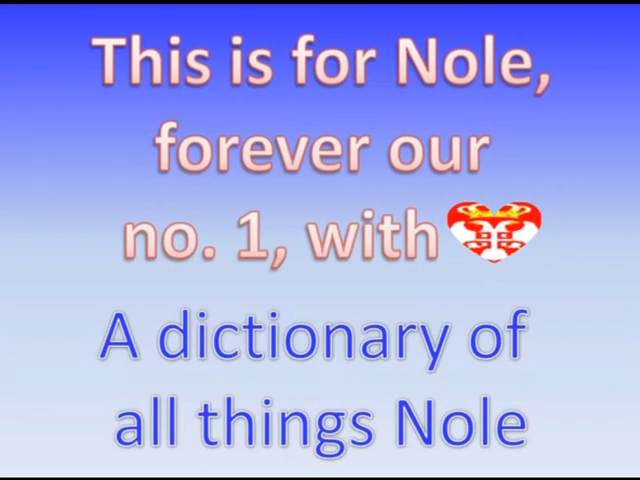 This is for Nole,
forever our
no. 1, with
A dictionary of
all things Nole